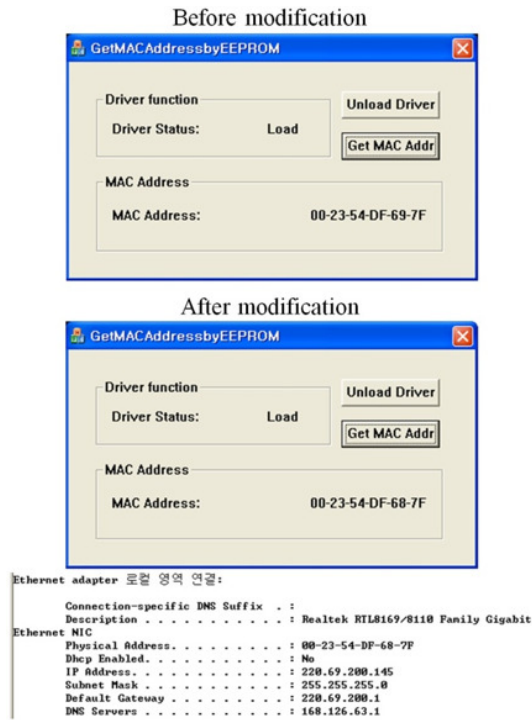 Before modification
GetMACAddressbyEEPROM
Driver function
Unload Driver
Driver Status: Load
Get MAC Addr
MAC Address
MAC Address: 00-23-54-DF-69-7F
After modification
GetMACAddressbyEEPROM
Driver function
Unload Driver
Driver Status: Load
Get MAC Addr
MAC Address
MAC Address: 00-23-54-DF-68-7F
Ethernet adapter 로컬 영역 연결:
Connection-specific DNS Suffix . :
Description . . . . . . . . . . . : Realtek RTL8169/8110 Family Gigabit
Ethernet NIC
Physical Address. . . . . . . . . : 00-23-54-DF-68-7F
Dhcp Enabled. . . . . . . . . . . : No
IP Address. . . . . . . . . . . . : 220.69.200.145
Subnet Mask . . . . . . . . . . . : 255.255.255.0
Default Gateway . . . . . . . . . : 220.69.200.1
DNS Servers . . . . . . . . . . . : 168.126.63.1